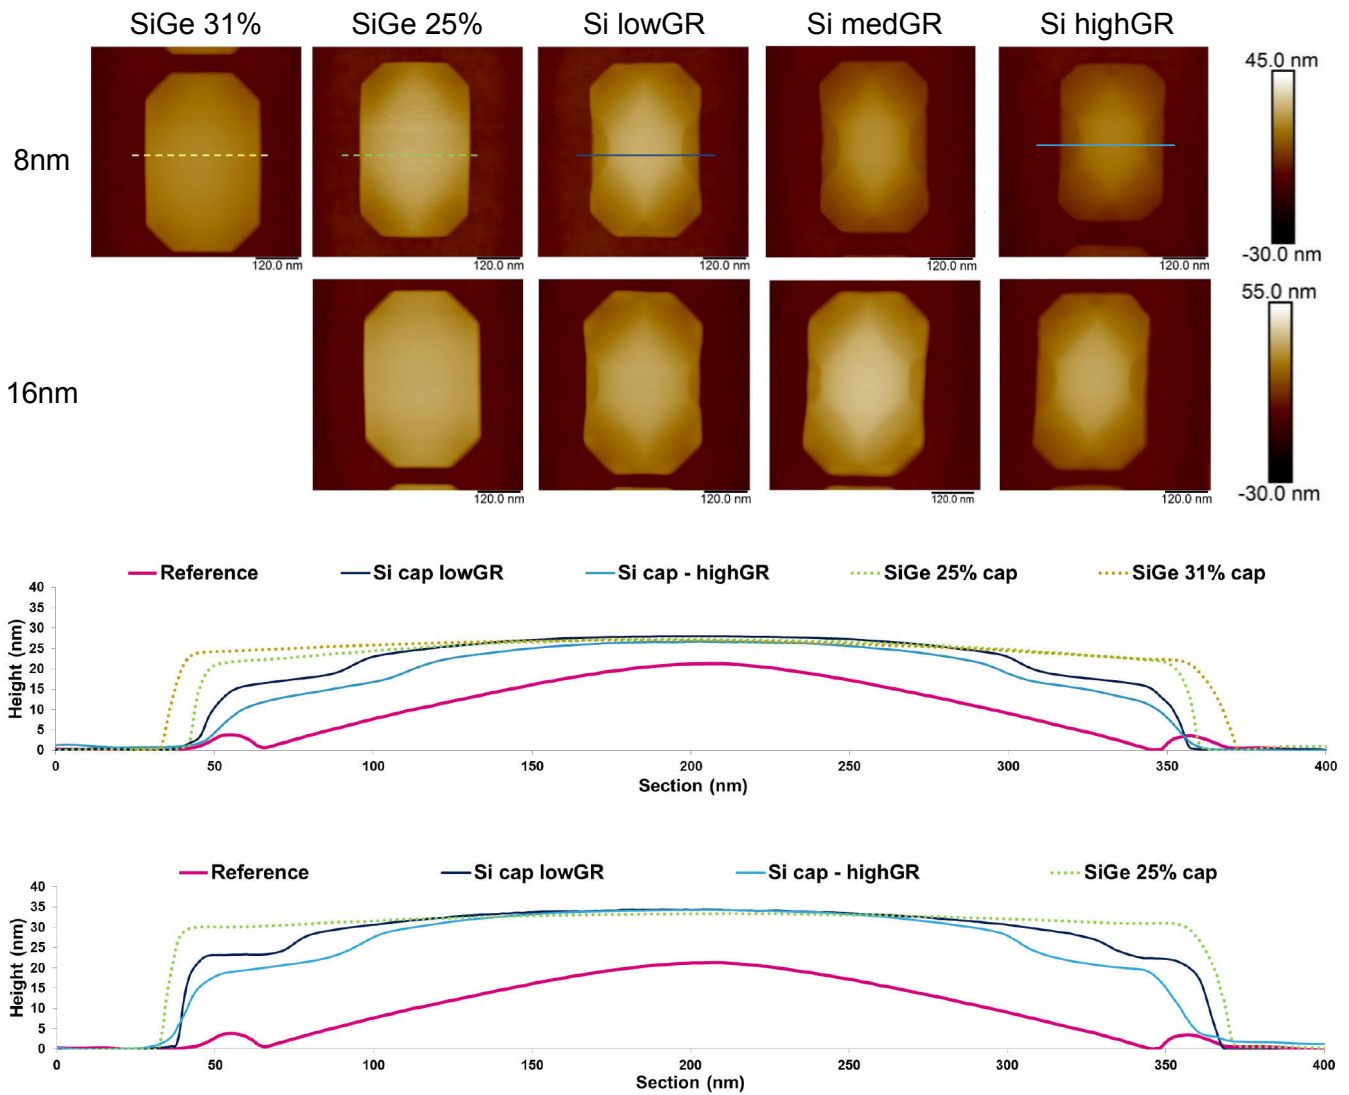 SiGe 31% SiGe 25% Si lowGR Si medGR Si highGR
45.0 nm
8nm
-30.0 nm
120.0 nm 120.0 nm 120.0 nm 120.0 nm 120.0 nm
55.0 nm
16nm
-30.0 nm
120.0 nm 120.0 nm 120.0 nm 120.0 nm
Reference Si cap lowGR Si cap - highGR SiGe 25% cap SiGe 31% cap
40
35
30
25
20
15
10
5
0
Height (nm)
0 50 100 150 200 250 300 350 400
Section (nm)
Reference Si cap lowGR Si cap - highGR SiGe 25% cap
40
35
30
25
20
15
10
5
0
Height (nm)
0 50 100 150 200 250 300 350 400
Section (nm)